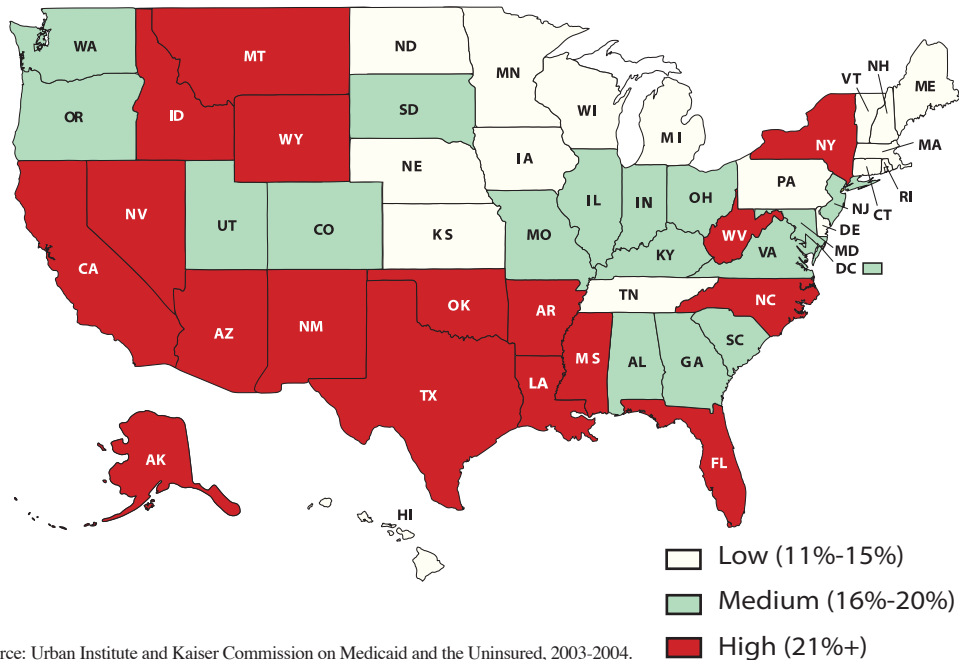 WA
MT
ND
MN
VT
NH
ME
OR
ID
WY
SD
WI
MI
NY
MA
NV
UT
CO
NE
IA
IL
IN
OH
PA
NJ
CT
RI
CA
KS
MO
KY
WV
VA
DE
MD
DC
AZ
NM
OK
AR
TN
NC
TX
LA
MS
AL
GA
SC
AK
HI
FL
Low (11%-15%)
Medium (16%-20%)
High (21%+)
rce: Urban Institute and Kaiser Commission on Medicaid and the Uninsured, 2003-2004.